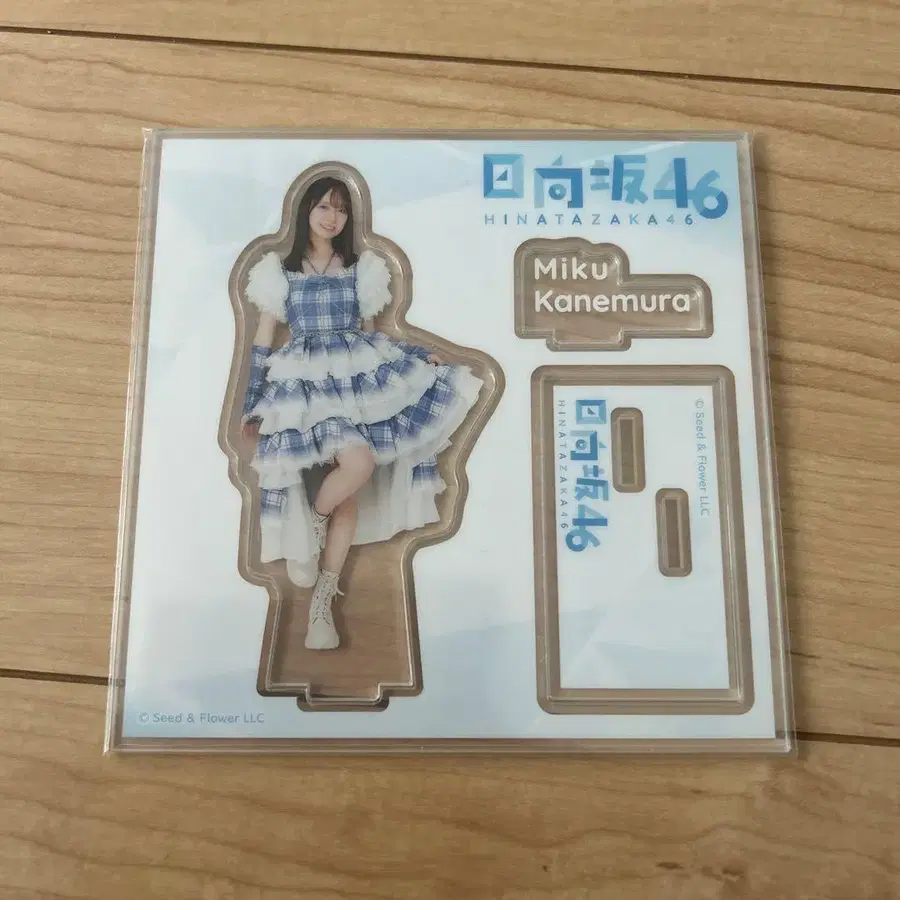 日向坂46
HINATAZAKA46
Miku
Kanemura
日向坂46
HINATAZAKA46
© Seed & Flower LLC
© Seed & Flower LLC